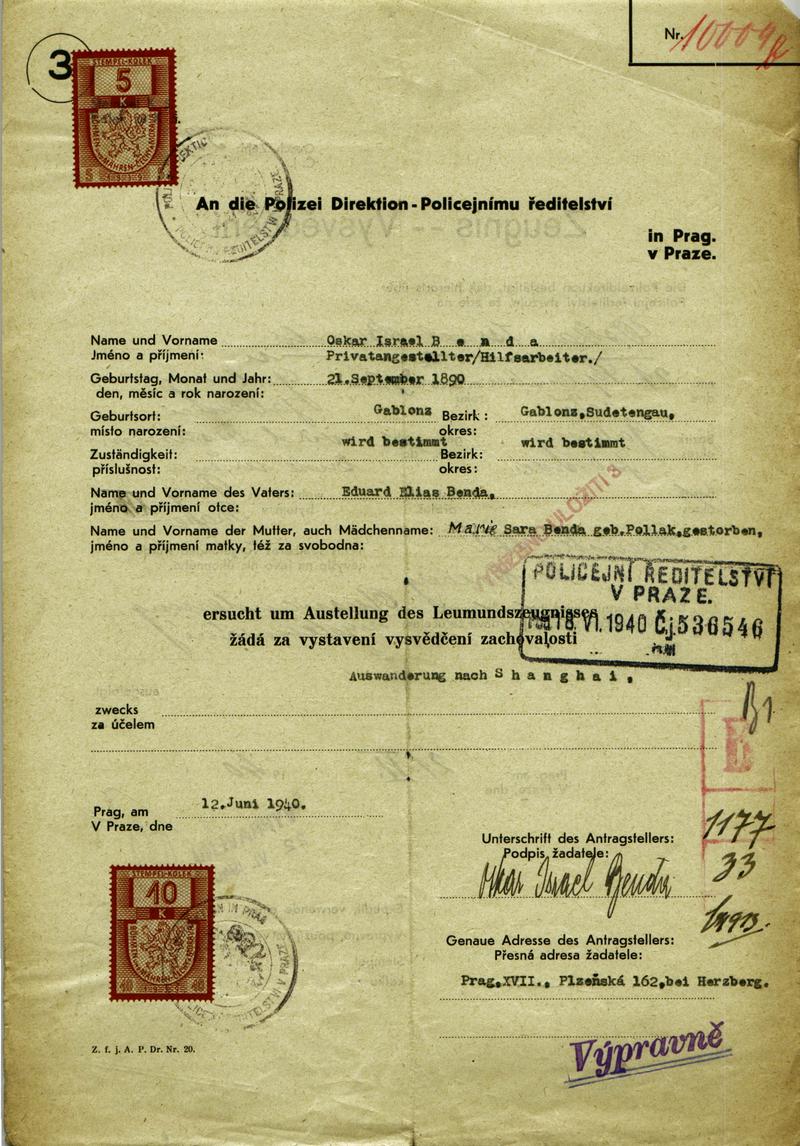 Nr. 10009
3
STEMPEL-KOLEK
5
K
An die Polizei Direktion - Policejnímu ředitelství
in Prag.
v Praze.
Name und Vorname Oskar Israel B e n d a
Jméno a příjmení: Privatangestellter/Hilfsarbeiter./
Geburtstag, Monat und Jahr: 21.September 1890
den, měsíc a rok narození:
Geburtsort: Gablonz Bezirk: Gablonz,Sudetengau,
místo narození: okres:
wird bestimmt wird bestimmt
Zuständigkeit: Bezirk:
příslušnost: okres:
Name und Vorname des Vaters: Eduard Elias Benda,
jméno a příjmení otce:
Name und Vorname der Mutter, auch Mädchenname: Marie Sara Benda geb.Pollak,gestorben,
jméno a příjmení matky, též za svobodna:
POLICEJNÍ ŘEDITELSTVÍ
V PRAZE.
VI.1940 Čj.536546
ersucht um Austellung des Leumundszeugnisses
žádá za vystavení vysvědčení zachovalosti
Auswanderung nach S h a n g h a i ,
zwecks
za účelem
Prag, am 12.Juni 1940.
V Praze, dne
1177
33
Unterschrift des Antragstellers:
Podpis žadatele:
Oskar Israel Benda
STEMPEL-KOLEK
10
K
Genaue Adresse des Antragstellers:
Přesná adresa žadatele:
Prag,XVII., Plzeňská 162,bei Herzberg.
Z. f. j. A. P. Dr. Nr. 20.
Výpravně